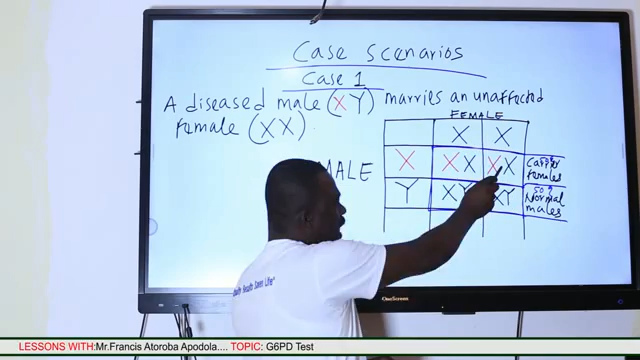 Case Scenarios
Case 1
A diseased male (XY) marries an unaffected
female (XX).
FEMALE
X X
MALE X XX XX Carrier females
Y XY XY 50% Normal males
OneScreen
LESSONS WITH:Mr.Francis Atoroba Apodola.... TOPIC: G6PD Test